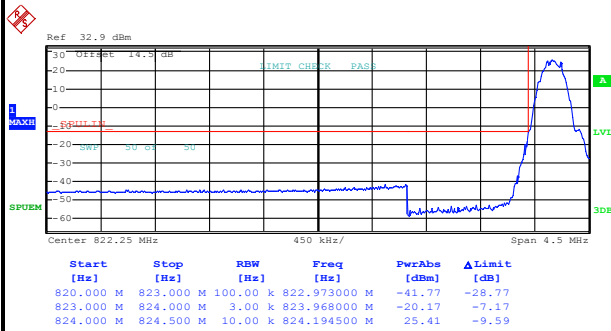 R S
Ref 32.9 dBm
Offset 14.5 dB
30
LIMIT CHECK PASS
20
10
A
0
1
MAXH
-10
_SPULIN_
LVL
-20
SWP 50 of 50
-30
-40
-50
SPUEM
3DB
-60
Center 822.25 MHz 450 kHz/ Span 4.5 MHz
Start Stop RBW Freq PwrAbs ΔLimit
[Hz] [Hz] [Hz] [Hz] [dBm] [dB]
820.000 M 823.000 M 100.00 k 822.973000 M -41.77 -28.77
823.000 M 824.000 M 3.00 k 823.968000 M -20.17 -7.17
824.000 M 824.500 M 10.00 k 824.194500 M 25.41 -9.59